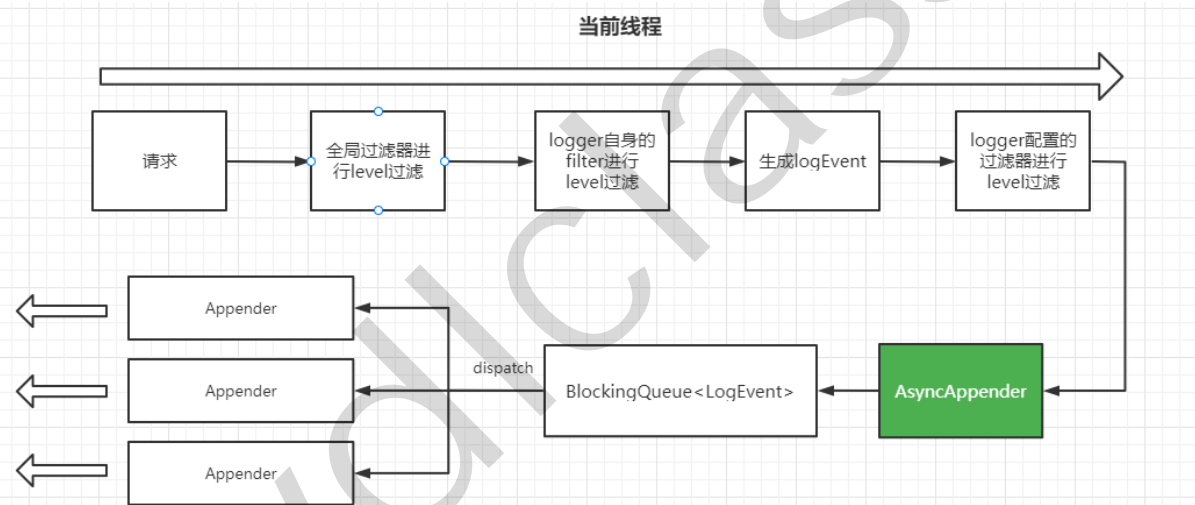 当前线程
请求
全局过滤器进
行level过滤
logger自身的
filter进行
level过滤
生成logEvent
logger配置的
过滤器进行
level过滤
Appender
dispatch
BlockingQueue<LogEvent>
AsyncAppender
Appender
Appender